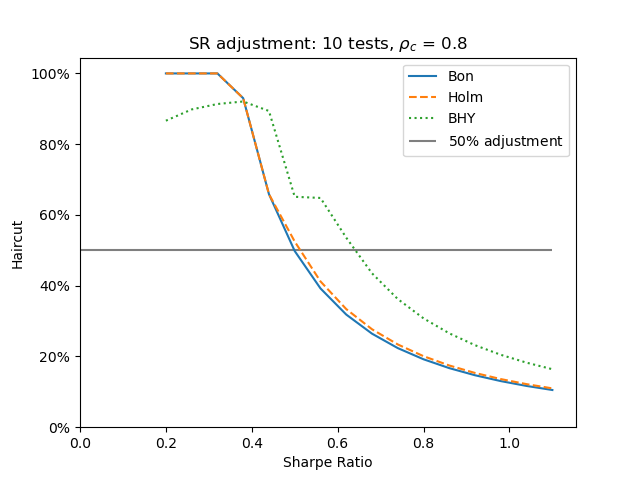 SR adjustment: 10 tests, ρc = 0.8
100%
80%
60%
40%
20%
0%
Haircut
Bon
Holm
BHY
50% adjustment
0.0 0.2 0.4 0.6 0.8 1.0
Sharpe Ratio